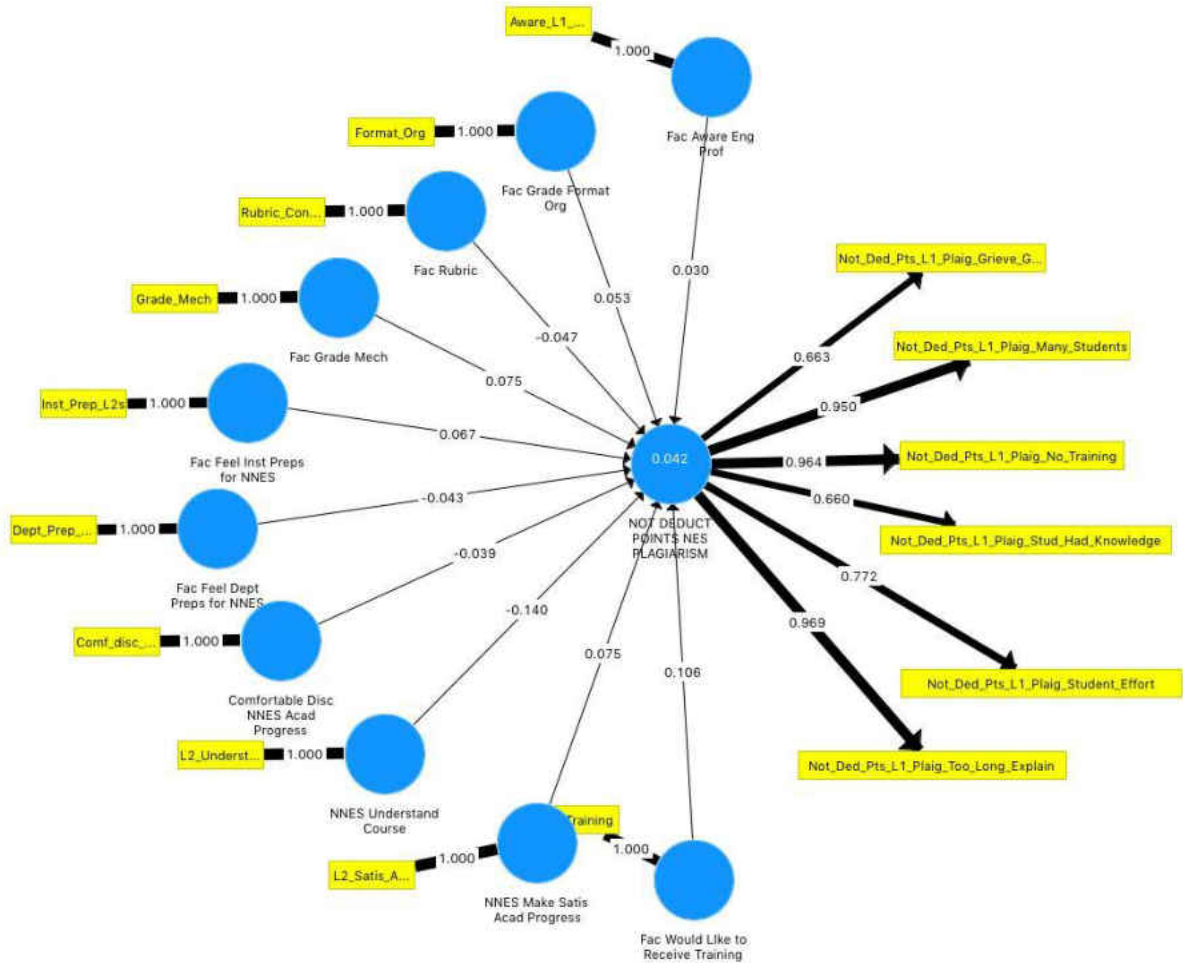 Aware_L1_...
1.000
Fac Aware Eng
Prof
Format_Org
1.000
Fac Grade Format
Org
Rubric_Con...
1.000
Fac Rubric
Grade_Mech
1.000
Fac Grade Mech
Inst_Prep_L2s
1.000
Fac Feel Inst Preps
for NNES
Dept_Prep_...
1.000
Fac Feel Dept
Preps for NNES
Comf_disc_...
1.000
Comfortable Disc
NNES Acad
Progress
L2_Underst...
1.000
NNES Understand
Course
L2_Satis_A...
1.000
NNES Make Satis
Acad Progress
Training
1.000
Fac Would LIke to
Receive Training
0.030
0.053
-0.047
0.075
0.067
-0.043
-0.039
-0.140
0.075
0.106
0.042
NOT DEDUCT
POINTS NES
PLAGIARISM
0.663
Not_Ded_Pts_L1_Plaig_Grieve_G...
0.950
Not_Ded_Pts_L1_Plaig_Many_Students
0.964
Not_Ded_Pts_L1_Plaig_No_Training
0.660
Not_Ded_Pts_L1_Plaig_Stud_Had_Knowledge
0.772
Not_Ded_Pts_L1_Plaig_Student_Effort
0.969
Not_Ded_Pts_L1_Plaig_Too_Long_Explain